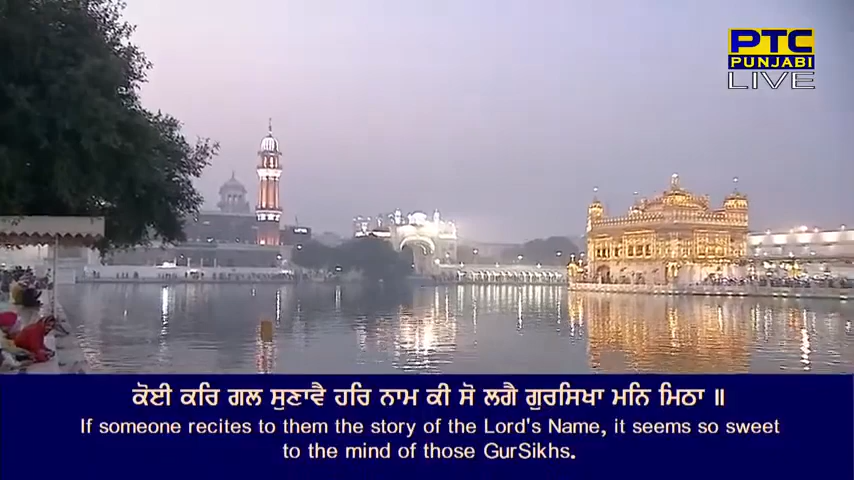 PTC
PUNJABI
LIVE
ਕੋਈ ਕਰਿ ਗਲ ਸੁਣਾਵੈ ਹਰਿ ਨਾਮ ਕੀ ਸੋ ਲਗੈ ਗੁਰਸਿਖਾ ਮਨਿ ਮਿਠਾ ॥
If someone recites to them the story of the Lord's Name, it seems so sweet
to the mind of those GurSikhs.